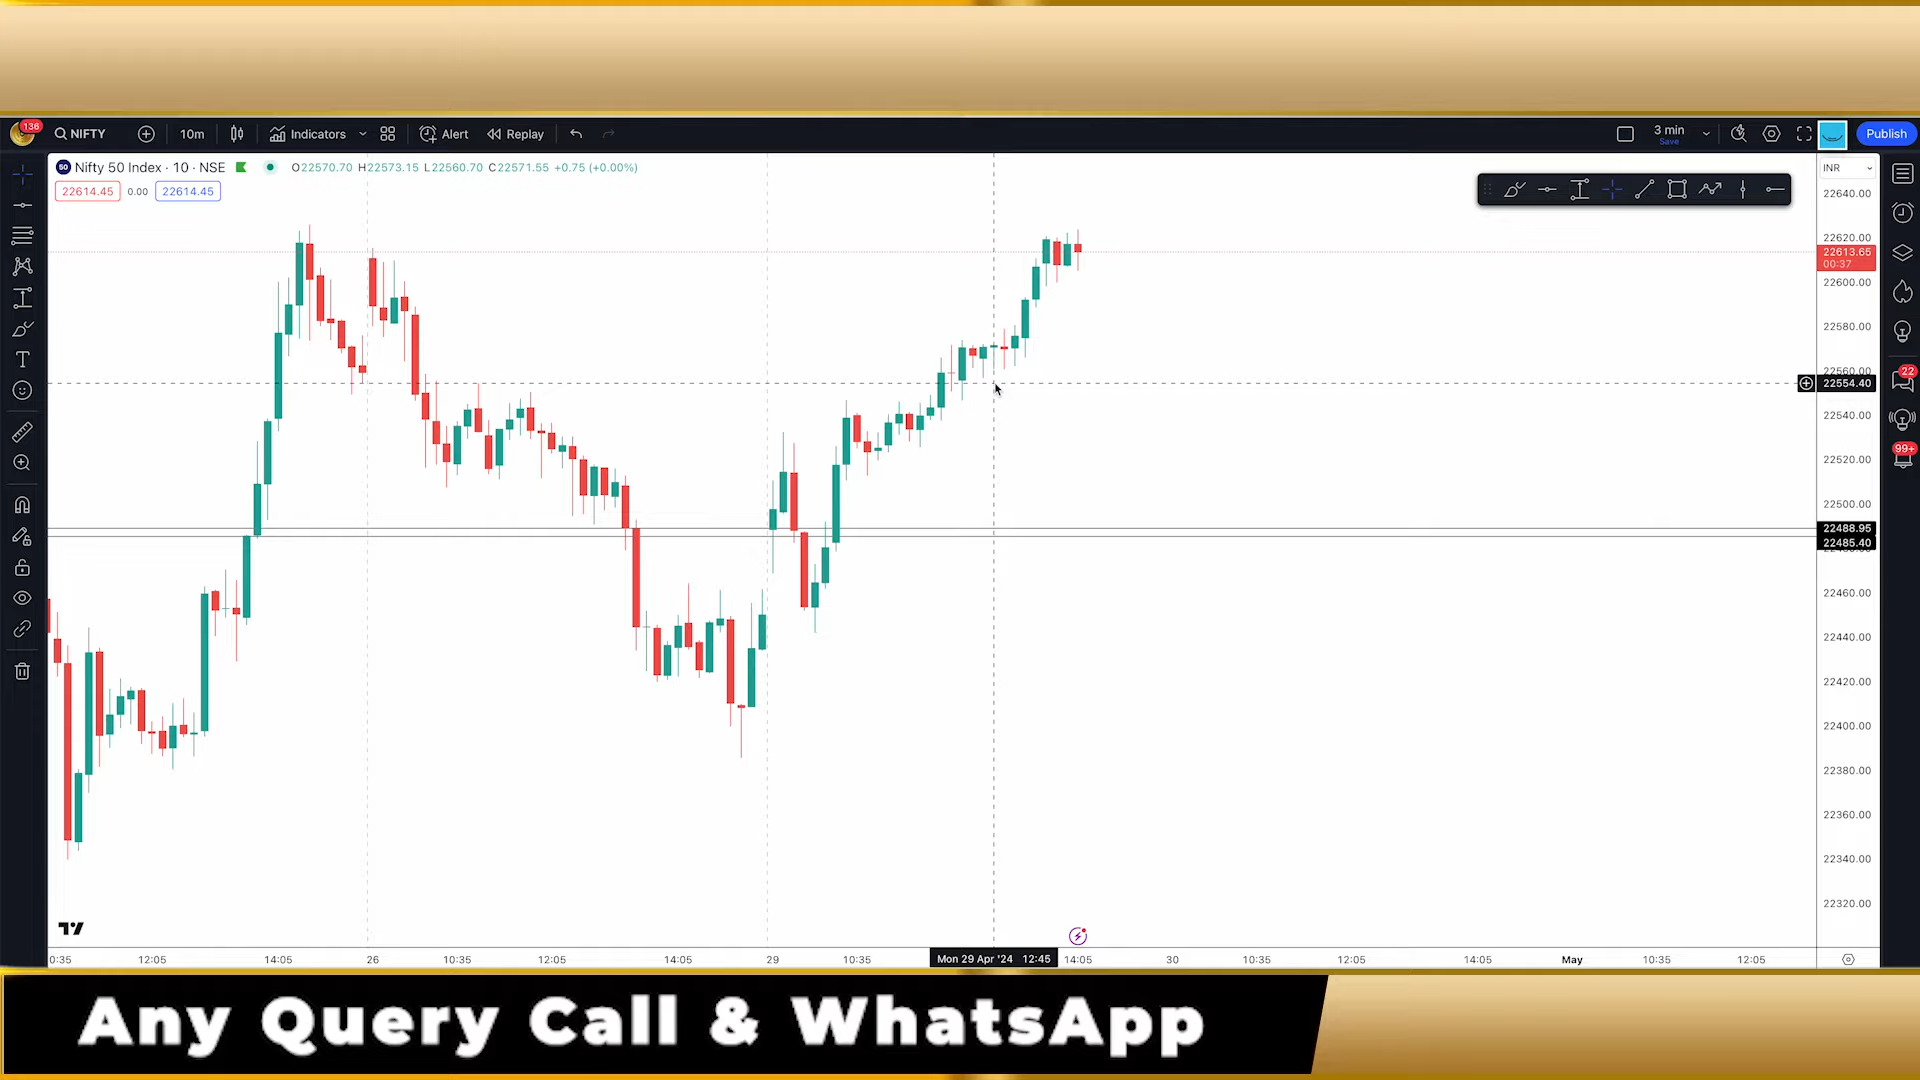 136
NIFTY
10m
Indicators
Alert
Replay
3 min
Save
Publish
50 Nifty 50 Index · 10 · NSE
O22570.70 H22573.15 L22560.70 C22571.55 +0.75 (+0.00%)
22614.45 0.00 22614.45
INR
22640.00
22620.00
22613.65
00:37
22600.00
22580.00
22560.00
22554.40
22540.00
22520.00
22500.00
22488.95
22485.40
22460.00
22440.00
22420.00
22400.00
22380.00
22360.00
22340.00
22320.00
22
99+
0:35 12:05 14:05 26 10:35 12:05 14:05 29 10:35 Mon 29 Apr '24 12:45 14:05 30 10:35 12:05 14:05 May 10:35 12:05
Any Query Call & WhatsApp